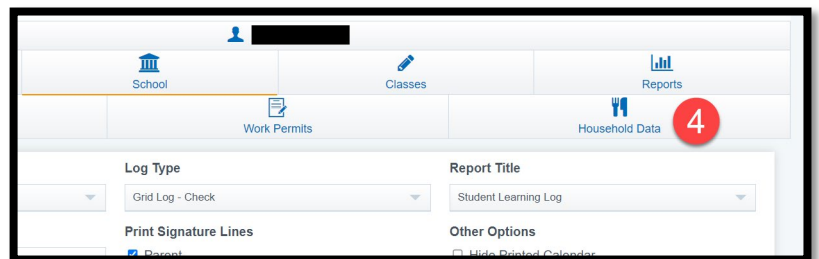 School Classes Reports
Work Permits Household Data 4
Log Type Report Title
Grid Log - Check Student Learning Log
Print Signature Lines Other Options
Parent Hide Printed Calendar